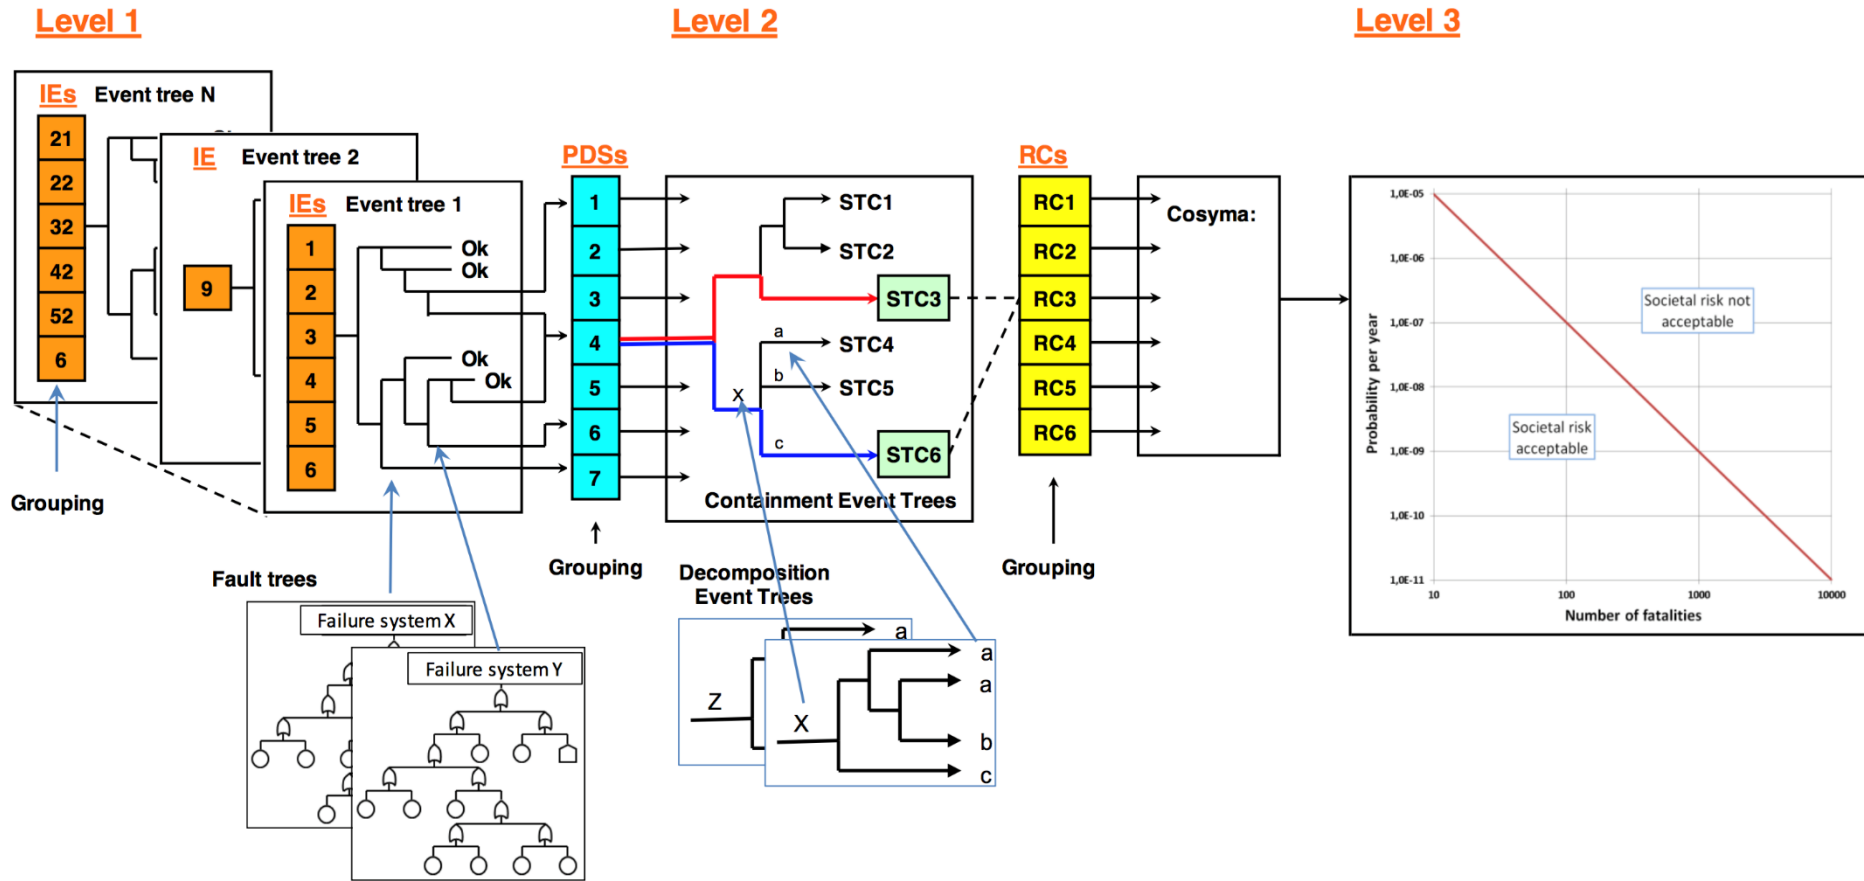 Level 1
Level 2
Level 3
IEs Event tree N
21
22
32
42
52
6
Grouping
IE Event tree 2
9
IEs Event tree 1
1
2
3
4
5
6
Ok
Ok
Ok
Ok
Fault trees
Failure system X
Failure system Y
PDSs
1
2
3
4
5
6
7
Grouping
STC1
STC2
STC3
a
STC4
b
STC5
X
c
STC6
Containment Event Trees
Decomposition
Event Trees
a
Z
X
a
a
b
c
RCs
RC1
RC2
RC3
RC4
RC5
RC6
Grouping
Cosyma:
Probability per year
1,0E-05
1,0E-06
1,0E-07
1,0E-08
1,0E-09
1,0E-10
1,0E-11
Societal risk not
acceptable
Societal risk
acceptable
10
100
1000
10000
Number of fatalities